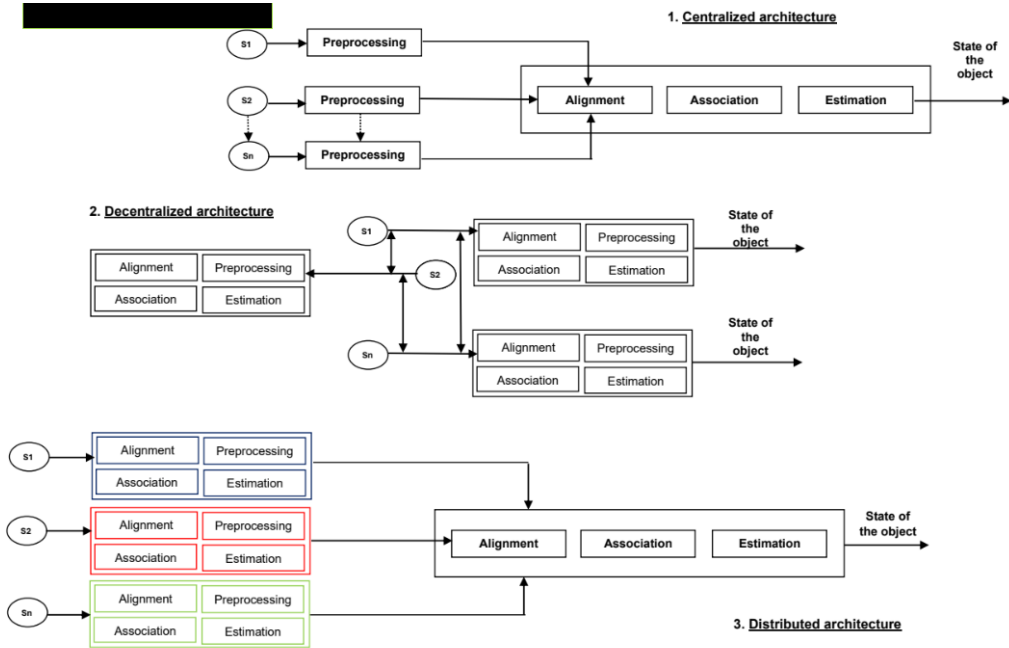 1. Centralized architecture
S1
Preprocessing
State of
the
object
S2
Preprocessing
Alignment
Association
Estimation
Sn
Preprocessing
2. Decentralized architecture
S1
Alignment
Preprocessing
Association
Estimation
State of
the
object
Alignment
Preprocessing
Association
Estimation
S2
Sn
Alignment
Preprocessing
Association
Estimation
State of
the
object
S1
Alignment
Preprocessing
Association
Estimation
S2
Alignment
Preprocessing
Association
Estimation
Alignment
Association
Estimation
State of
the object
Sn
Alignment
Preprocessing
Association
Estimation
3. Distributed architecture